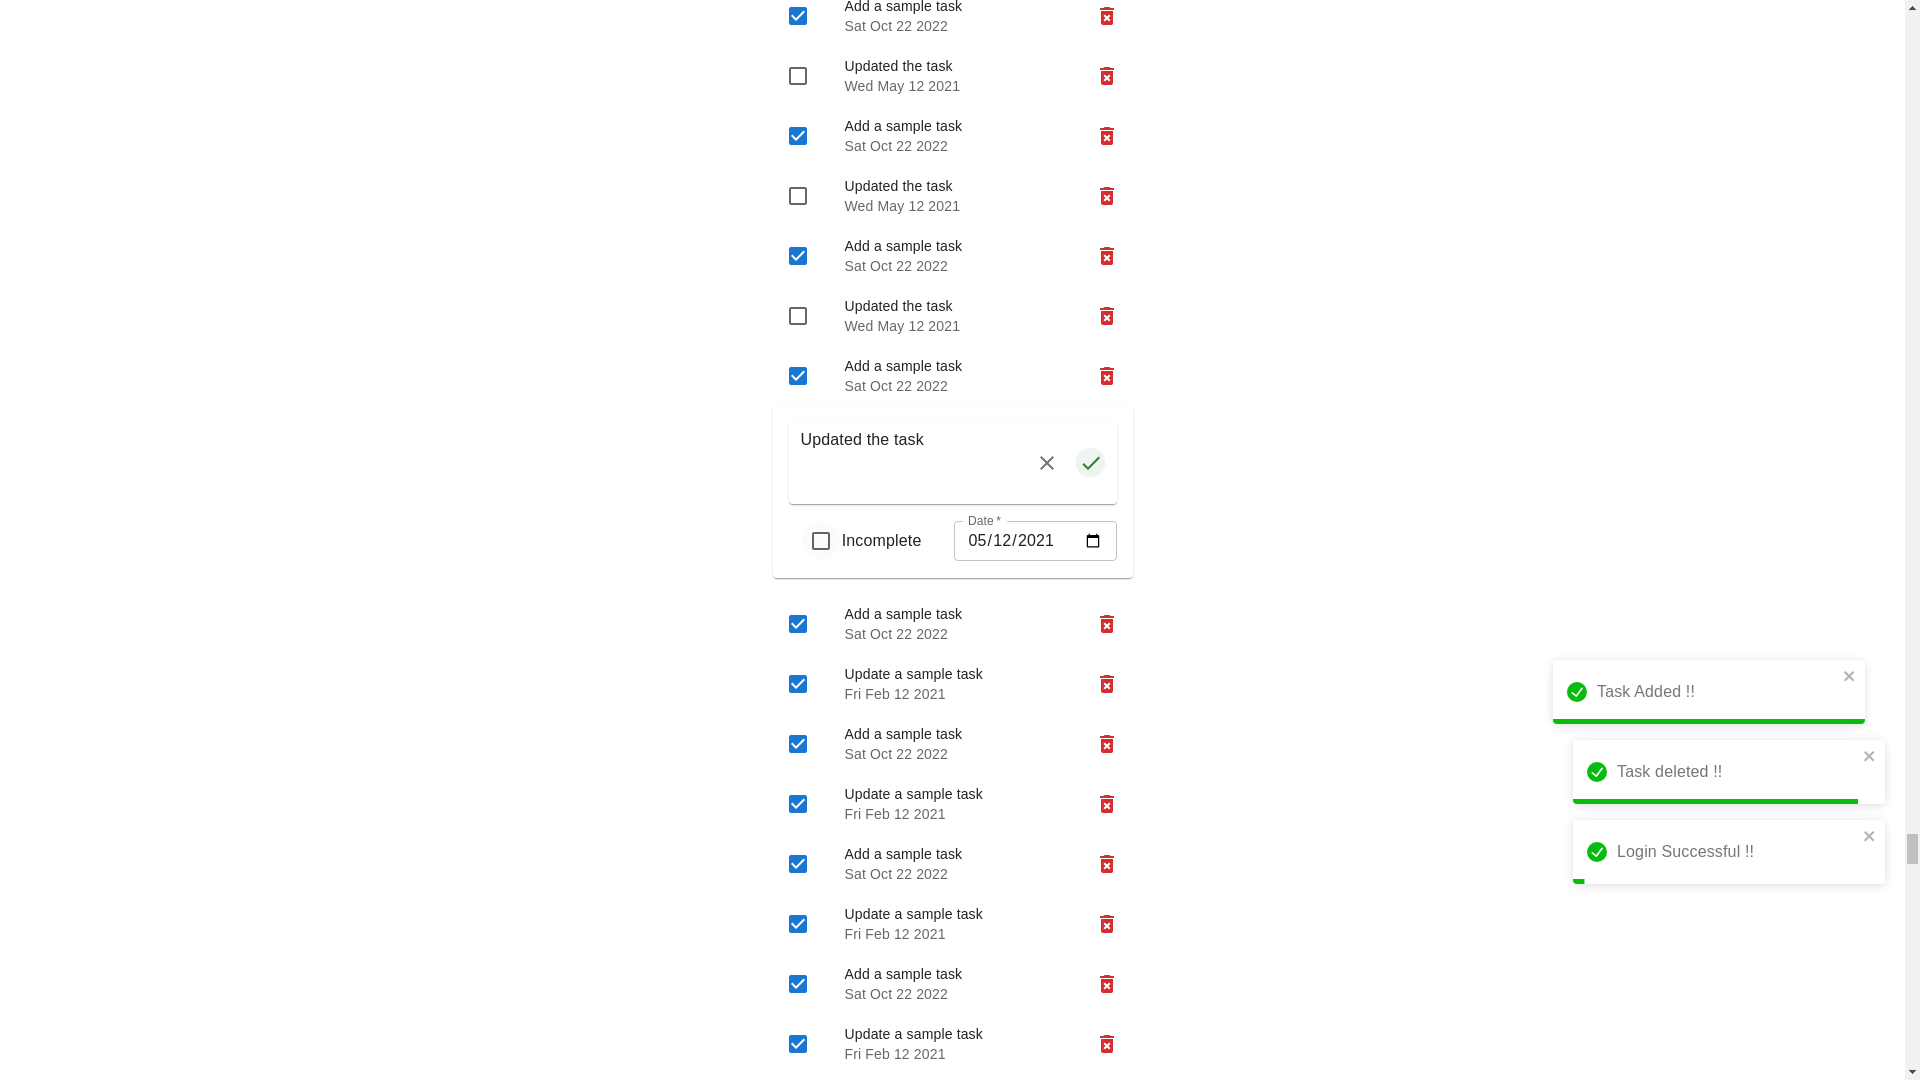 Add a sample task
Sat Oct 22 2022
Updated the task
Wed May 12 2021
Add a sample task
Sat Oct 22 2022
Updated the task
Wed May 12 2021
Add a sample task
Sat Oct 22 2022
Updated the task
Wed May 12 2021
Add a sample task
Sat Oct 22 2022
Updated the task
Date *
Incomplete
05/12/2021
Add a sample task
Sat Oct 22 2022
Update a sample task
Fri Feb 12 2021
Add a sample task
Sat Oct 22 2022
Update a sample task
Fri Feb 12 2021
Add a sample task
Sat Oct 22 2022
Update a sample task
Fri Feb 12 2021
Add a sample task
Sat Oct 22 2022
Update a sample task
Fri Feb 12 2021
Task Added !!
Task deleted !!
Login Successful !!